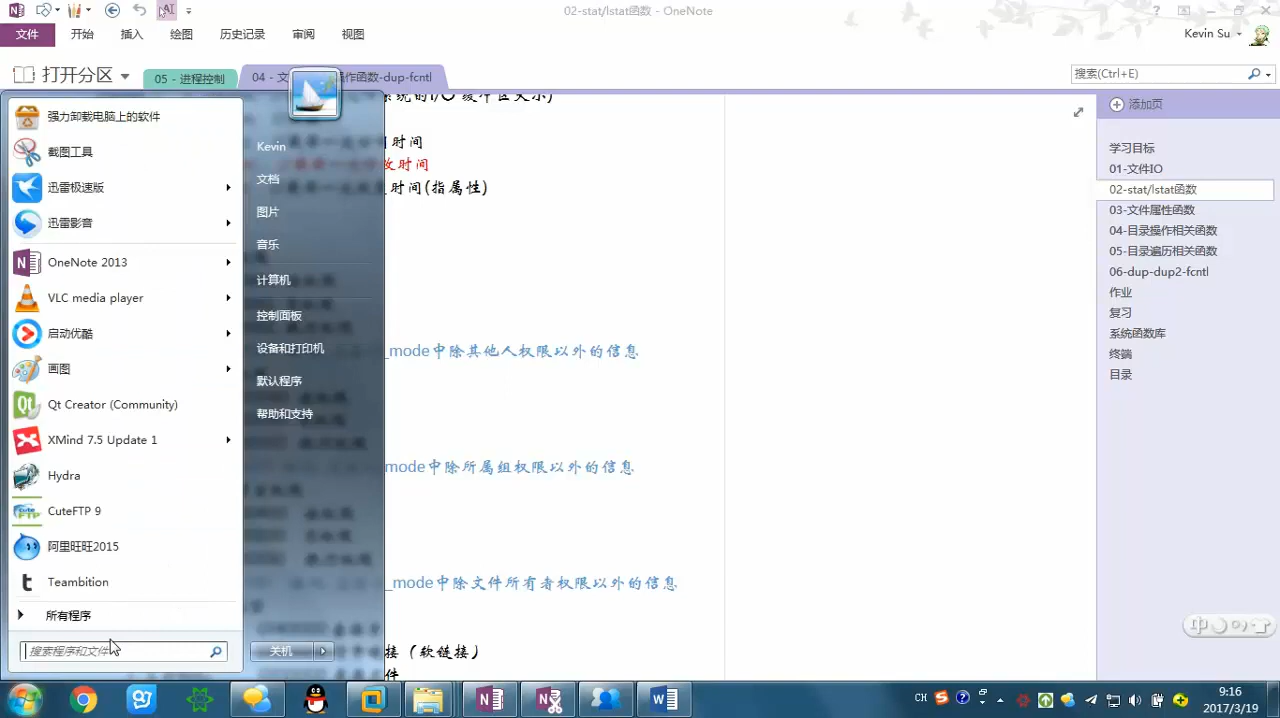 02-stat/lstat函数 - OneNote
文件 开始 插入 绘图 历史记录 审阅 视图
Kevin Su
打开分区
05 - 进程控制
04 - 文
操作函数-dup-fcntl
搜索(Ctrl+E)
强力卸载电脑上的软件
截图工具
迅雷极速版
迅雷影音
OneNote 2013
VLC media player
启动优酷
画图
Qt Creator (Community)
XMind 7.5 Update 1
Hydra
CuteFTP 9
阿里旺旺2015
Teambition
所有程序
搜索程序和文件
Kevin
文档
图片
音乐
计算机
控制面板
设备和打印机
默认程序
帮助和支持
关机
时间
改时间
时间(指属性)
_mode中除其他人权限以外的信息
mode中除所属组权限以外的信息
_mode中除文件所有者权限以外的信息
接（软链接）
件
添加页
学习目标
01-文件IO
02-stat/lstat函数
03-文件属性函数
04-目录操作相关函数
05-目录遍历相关函数
06-dup-dup2-fcntl
作业
复习
系统函数库
终端
目录
中
CH
9:16
2017/3/19